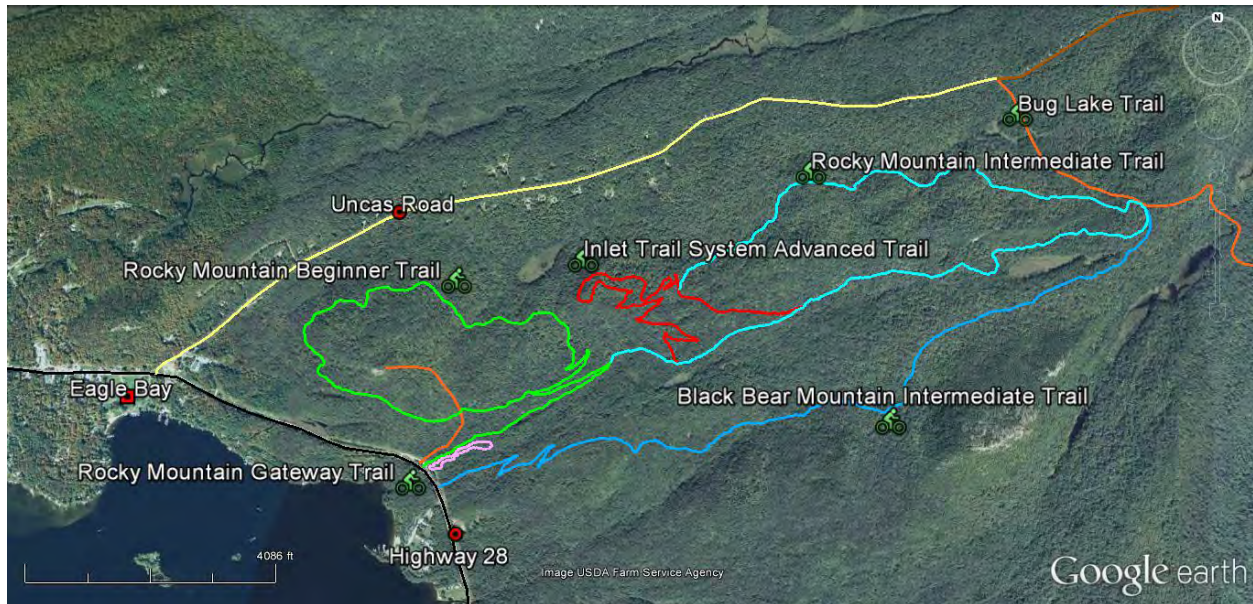 N
Bug Lake Trail
Rocky Mountain Intermediate Trail
Uncas Road
Inlet Trail System Advanced Trail
Rocky Mountain Beginner Trail
Eagle Bay
Black Bear Mountain Intermediate Trail
Rocky Mountain Gateway Trail
4086 ft
Highway 28
Image USDA Farm Service Agency
Google earth